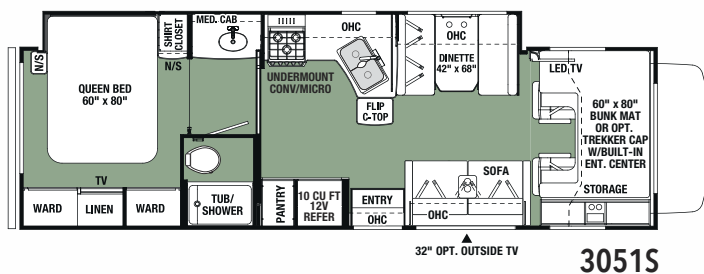 MED. CAB
SHIRT
CLOSET
N/S
N/S
QUEEN BED
60" x 80"
TV
WARD
LINEN
WARD
TUB/
SHOWER
OHC
UNDERMOUNT
CONV/MICRO
FLIP
C-TOP
PANTRY
10 CU FT
12V
REFER
ENTRY
OHC
OHC
DINETTE
42" x 68"
SOFA
OHC
32" OPT. OUTSIDE TV
LED TV
60" x 80"
BUNK MAT
OR OPT.
TREKKER CAP
W/BUILT-IN
ENT. CENTER
STORAGE
3051S